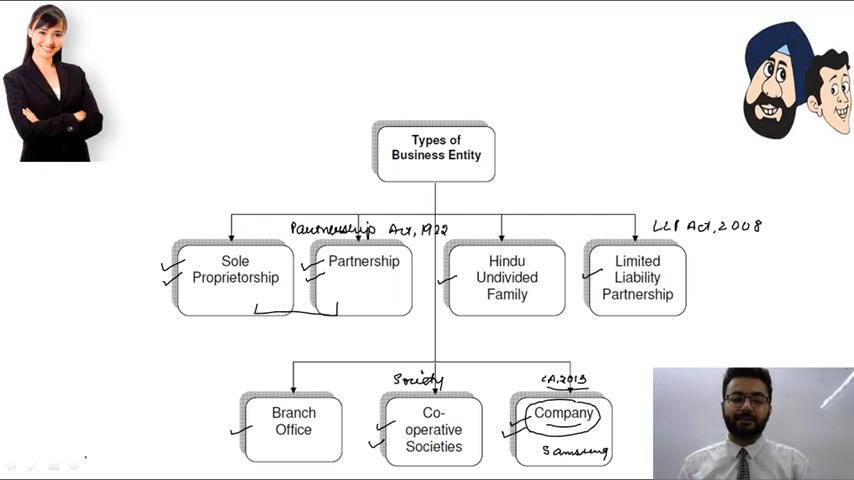 Types of
Business Entity
Partnership Act, 1932
LLP Act, 2008
Sole
Proprietorship
Partnership
Hindu
Undivided
Family
Limited
Liability
Partnership
Society
CA, 2013
Branch
Office
Co-
operative
Societies
Company
Samsung